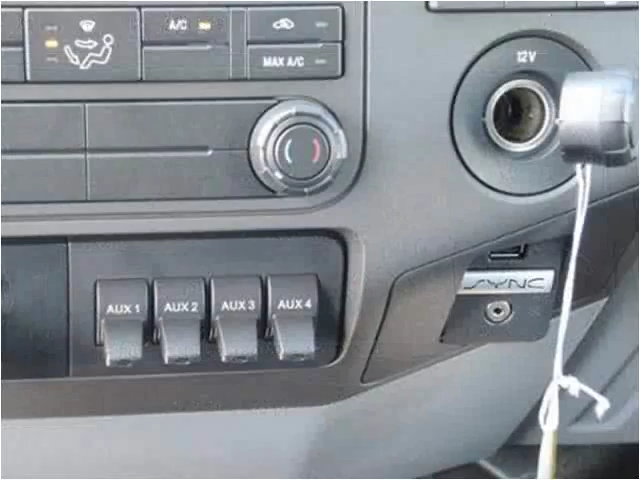 A/C
MAX A/C
12V
AUX 1
AUX 2
AUX 3
AUX 4
SYNC